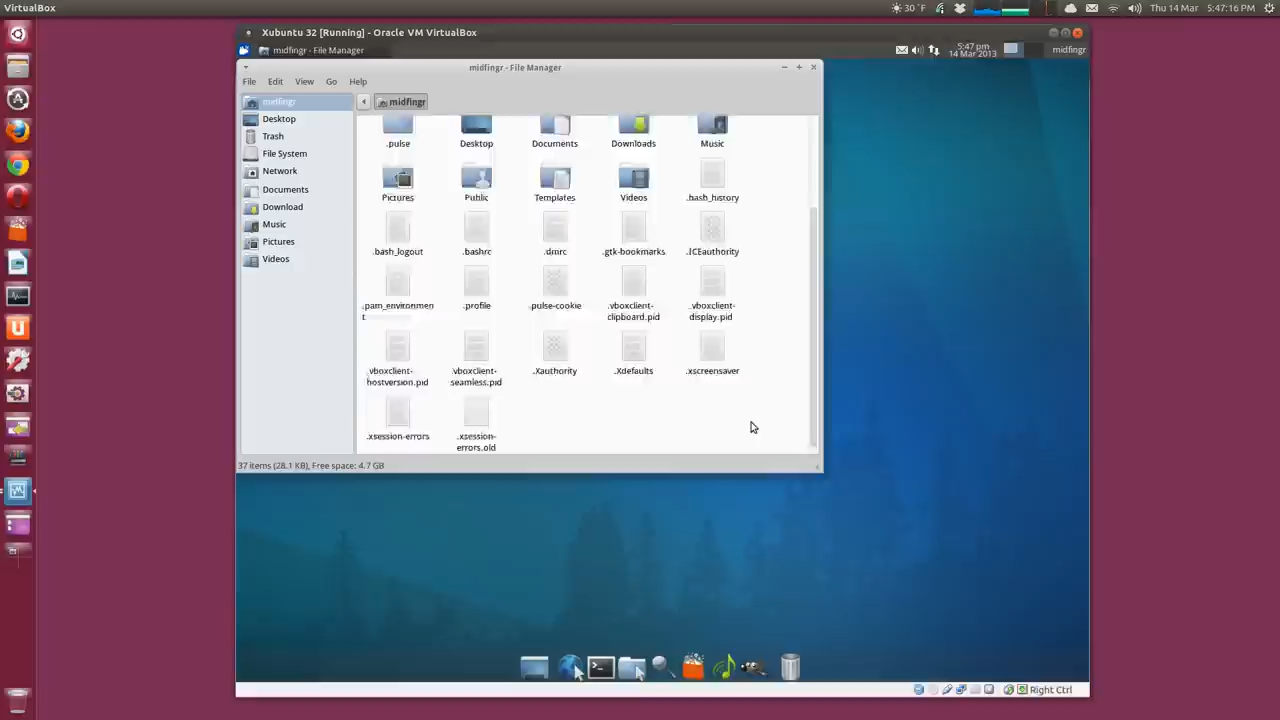 VirtualBox
30 °F
Thu 14 Mar
5:47:16 PM
Xubuntu 32 [Running] - Oracle VM VirtualBox
midfingr - File Manager
5:47 pm
14 Mar 2013
midfingr
midfingr - File Manager
File Edit View Go Help
midfingr
Desktop
Trash
File System
Network
Documents
Download
Music
Pictures
Videos
midfingr
.pulse Desktop Documents Downloads Music
Pictures Public Templates Videos .bash_history
.bash_logout .bashrc .dmrc .gtk-bookmarks .ICEauthority
.pam_environmen
t
.profile .pulse-cookie
.vboxclient-
clipboard.pid
.vboxclient-
display.pid
.vboxclient-
hostversion.pid
.vboxclient-
seamless.pid
.Xauthority .Xdefaults .xscreensaver
.xsession-errors
.xsession-
errors.old
37 items (28.1 KB), Free space: 4.7 GB
Right Ctrl